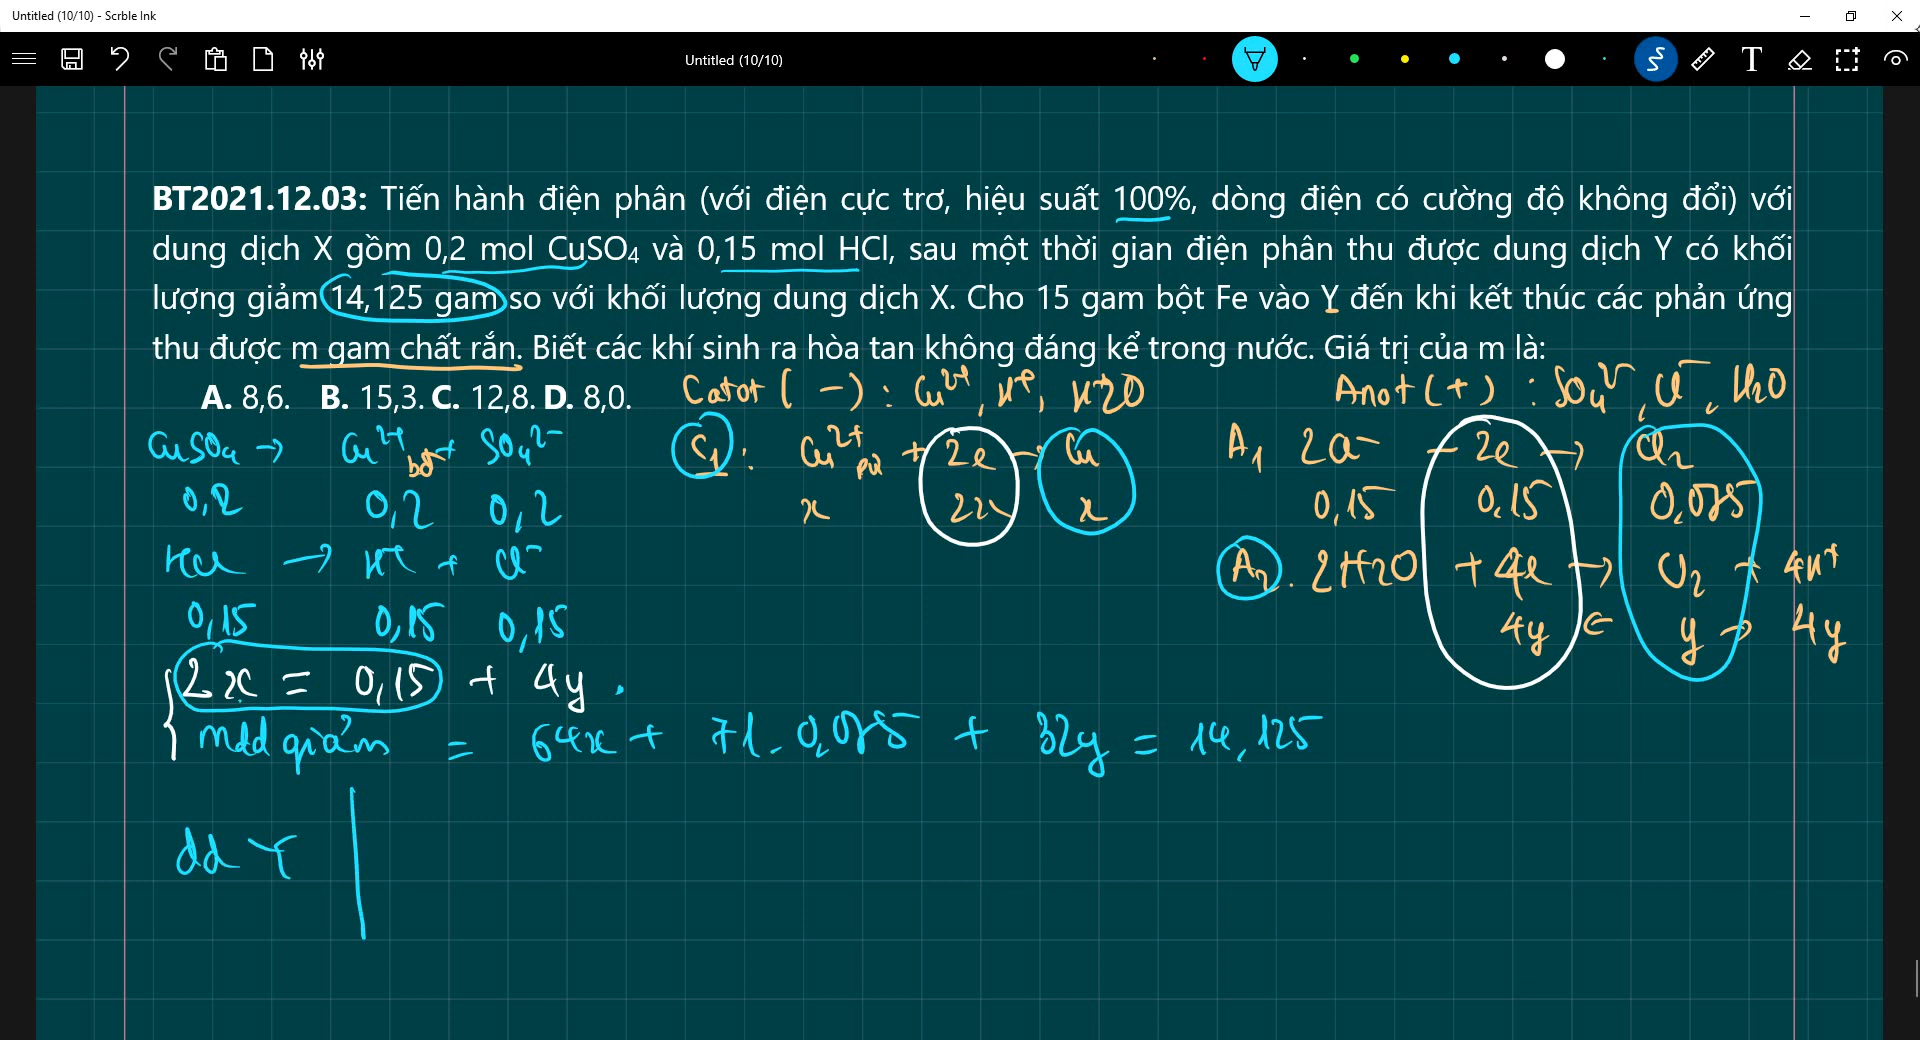 Untitled (10/10) - Scrble Ink
Untitled (10/10)
T
BT2021.12.03: Tiến hành điện phân (với điện cực trơ, hiệu suất 100%, dòng điện có cường độ không đổi) với
dung dịch X gồm 0,2 mol CuSO₄ và 0,15 mol HCl, sau một thời gian điện phân thu được dung dịch Y có khối
lượng giảm 14,125 gam so với khối lượng dung dịch X. Cho 15 gam bột Fe vào Y đến khi kết thúc các phản ứng
thu được m gam chất rắn. Biết các khí sinh ra hòa tan không đáng kể trong nước. Giá trị của m là:
A. 8,6. B. 15,3. C. 12,8. D. 8,0.
Catot (-) : Cu²⁺, H⁺, H2O
Anot (+) : SO₄²⁻, Cl⁻, H2O
CuSO₄ → Cu²⁺ bđ + SO₄²⁻
C₁ : Cu²⁺ pư + 2e → Cu
A₁ 2Cl⁻ - 2e → Cl₂
0,2 0,2 0,2
x 2x x
0,15 0,15 0,075
HCl → H⁺ + Cl⁻
A₂. 2H2O + 4e → O₂ + 4H⁺
0,15 0,15 0,15
4y ← y → 4y
2x = 0,15 + 4y .
mdd giảm = 64x + 71.0,075 + 32y = 14,125
dd Y